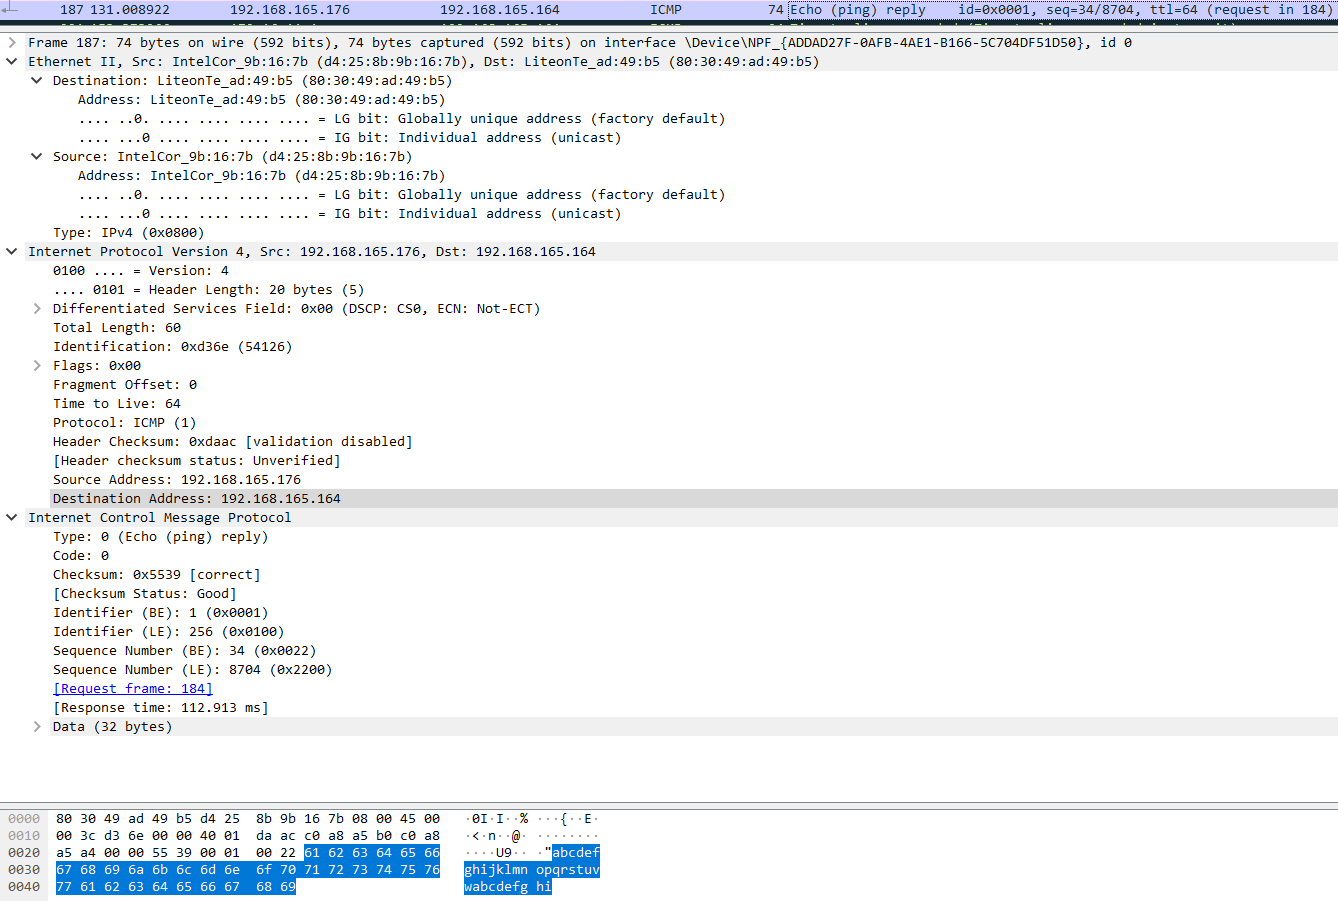 187 131.008922 192.168.165.176 192.168.165.164 ICMP 74 Echo (ping) reply id=0x0001, seq=34/8704, ttl=64 (request in 184)
Frame 187: 74 bytes on wire (592 bits), 74 bytes captured (592 bits) on interface \Device\NPF_{ADDAD27F-0AFB-4AE1-B166-5C704DF51D50}, id 0
Ethernet II, Src: IntelCor_9b:16:7b (d4:25:8b:9b:16:7b), Dst: LiteonTe_ad:49:b5 (80:30:49:ad:49:b5)
Destination: LiteonTe_ad:49:b5 (80:30:49:ad:49:b5)
Address: LiteonTe_ad:49:b5 (80:30:49:ad:49:b5)
.... ..0. .... .... .... .... = LG bit: Globally unique address (factory default)
.... ...0 .... .... .... .... = IG bit: Individual address (unicast)
Source: IntelCor_9b:16:7b (d4:25:8b:9b:16:7b)
Address: IntelCor_9b:16:7b (d4:25:8b:9b:16:7b)
.... ..0. .... .... .... .... = LG bit: Globally unique address (factory default)
.... ...0 .... .... .... .... = IG bit: Individual address (unicast)
Type: IPv4 (0x0800)
Internet Protocol Version 4, Src: 192.168.165.176, Dst: 192.168.165.164
0100 .... = Version: 4
.... 0101 = Header Length: 20 bytes (5)
Differentiated Services Field: 0x00 (DSCP: CS0, ECN: Not-ECT)
Total Length: 60
Identification: 0xd36e (54126)
Flags: 0x00
Fragment Offset: 0
Time to Live: 64
Protocol: ICMP (1)
Header Checksum: 0xdaac [validation disabled]
[Header checksum status: Unverified]
Source Address: 192.168.165.176
Destination Address: 192.168.165.164
Internet Control Message Protocol
Type: 0 (Echo (ping) reply)
Code: 0
Checksum: 0x5539 [correct]
[Checksum Status: Good]
Identifier (BE): 1 (0x0001)
Identifier (LE): 256 (0x0100)
Sequence Number (BE): 34 (0x0022)
Sequence Number (LE): 8704 (0x2200)
[Request frame: 184]
[Response time: 112.913 ms]
Data (32 bytes)
0000 80 30 49 ad 49 b5 d4 25 8b 9b 16 7b 08 00 45 00 ·0I·I··% ···{··E·
0010 00 3c d3 6e 00 00 40 01 da ac c0 a8 a5 b0 c0 a8 ·<·n··@· ········
0020 a5 a4 00 00 55 39 00 01 00 22 61 62 63 64 65 66 ····U9·· ·"abcdef
0030 67 68 69 6a 6b 6c 6d 6e 6f 70 71 72 73 74 75 76 ghijklmn opqrstuv
0040 77 61 62 63 64 65 66 67 68 69 wabcdefg hi